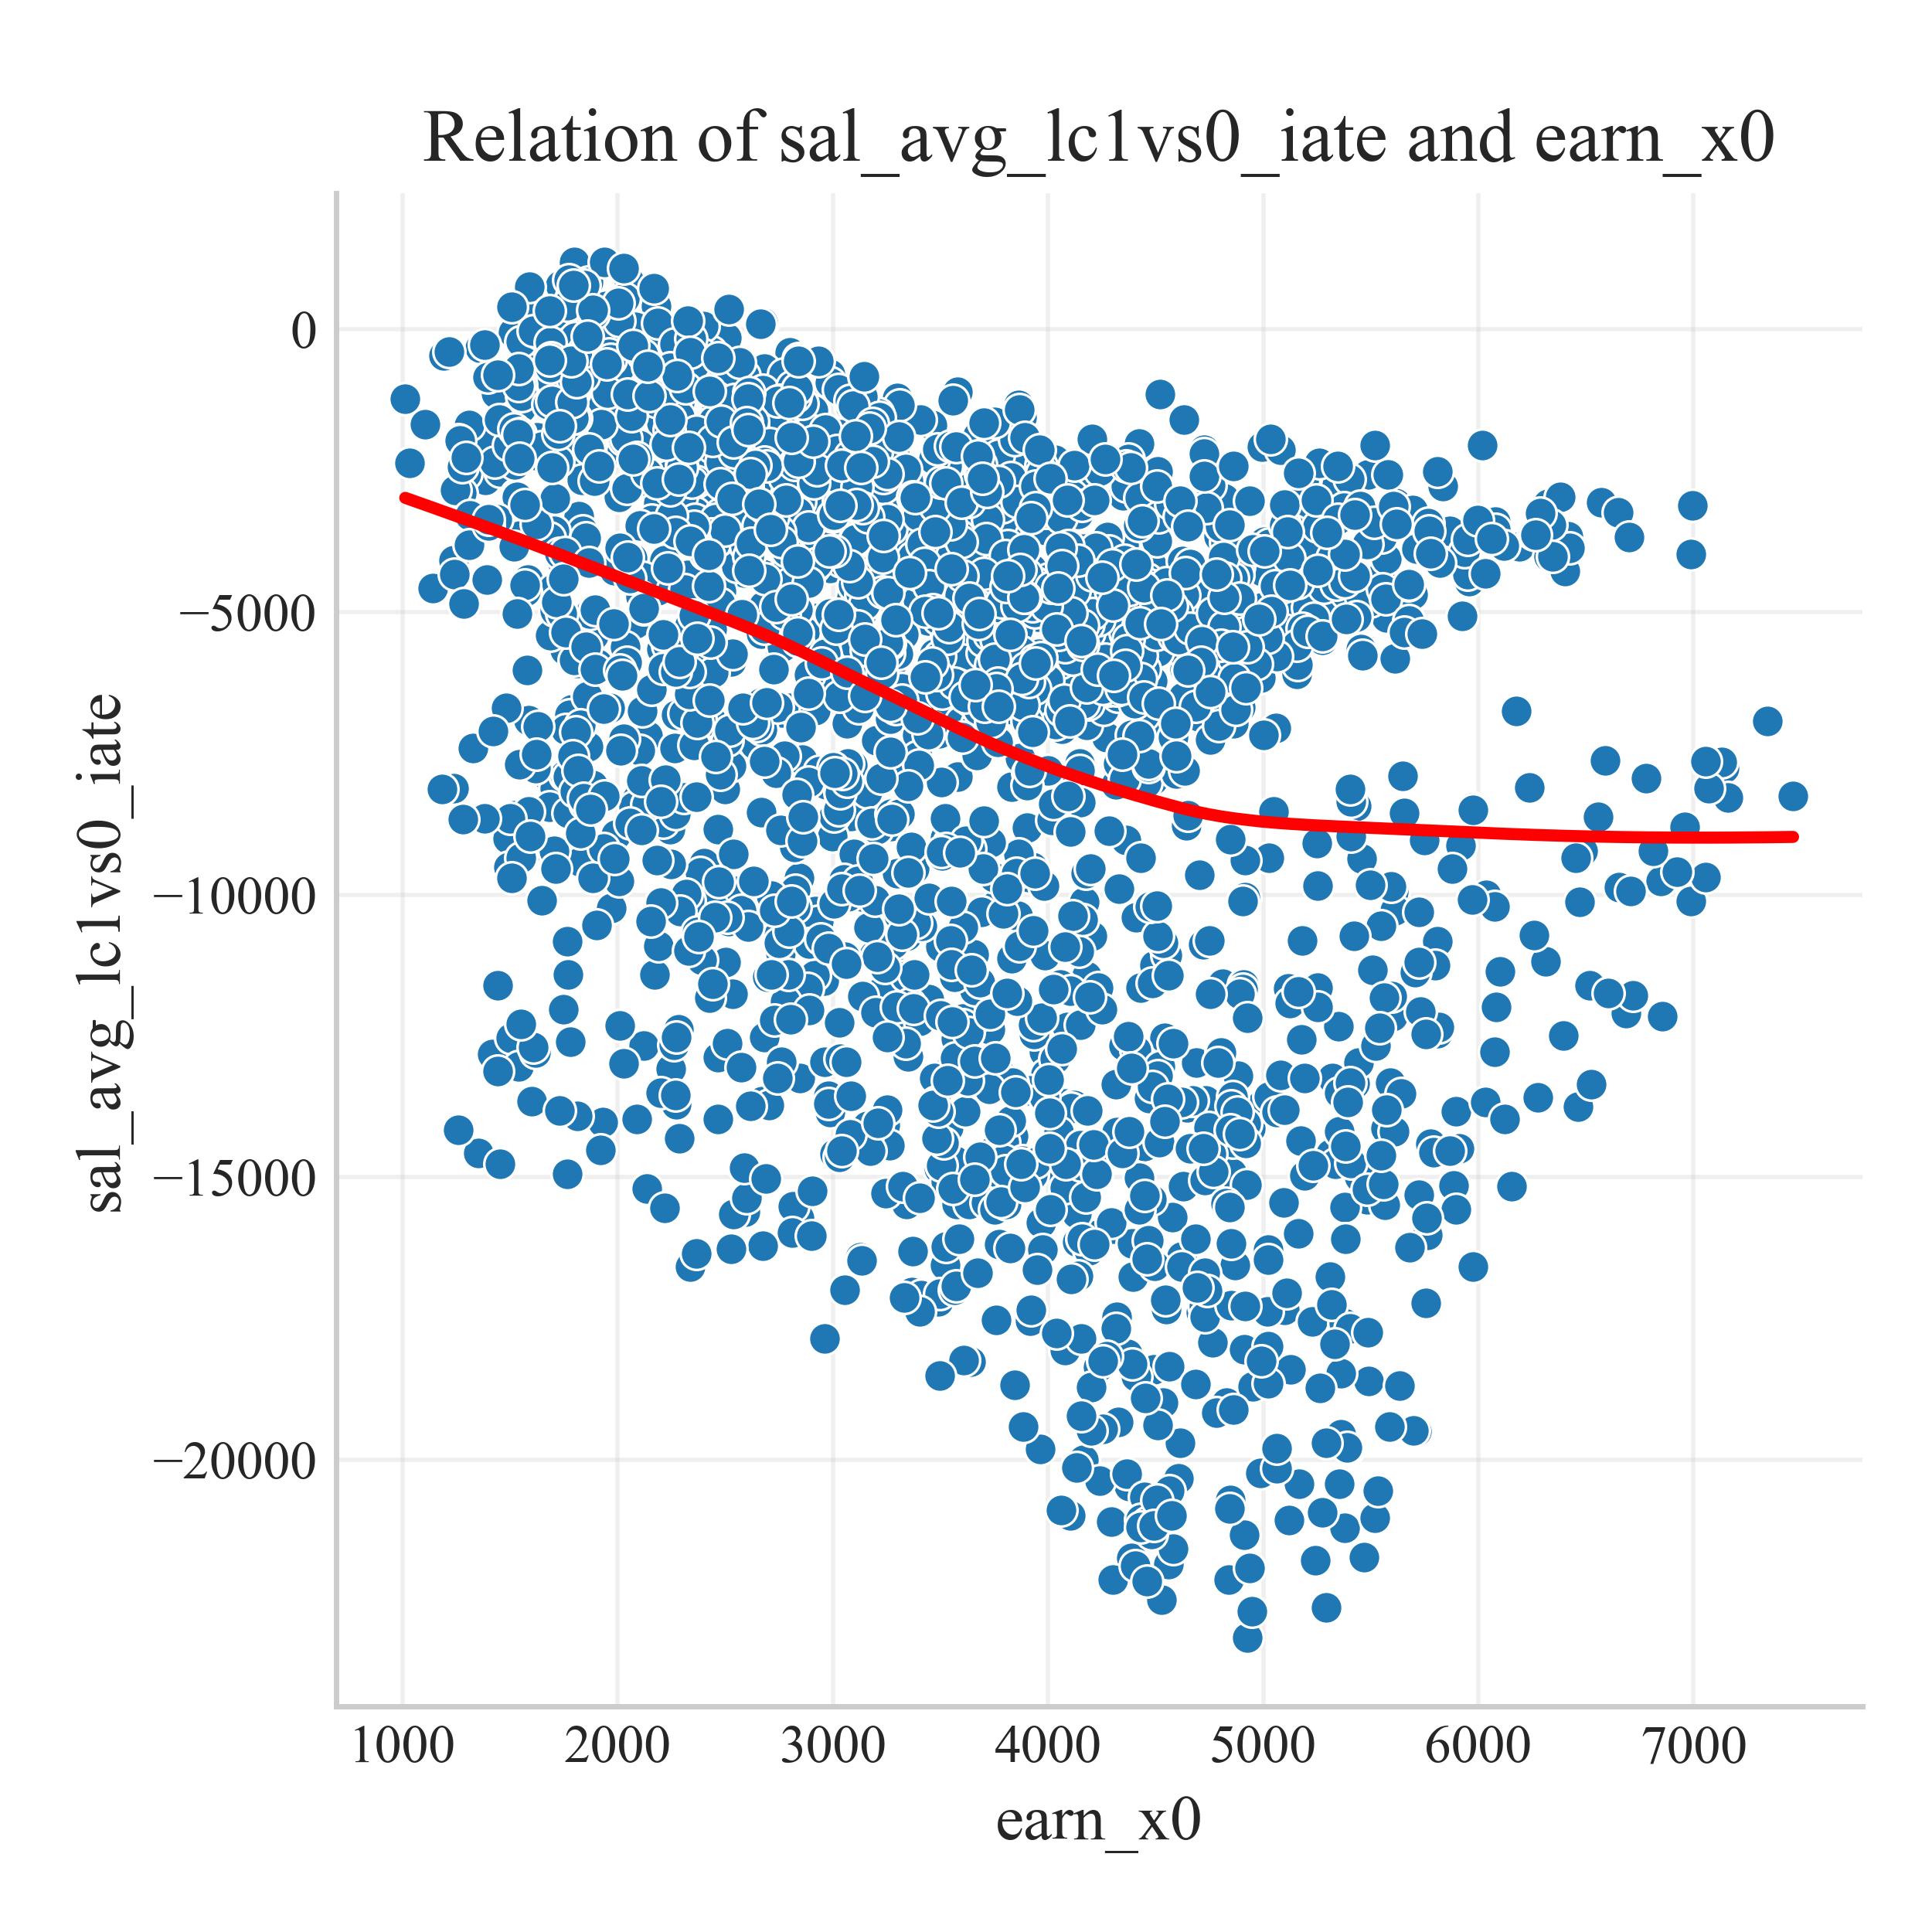 Relation of sal_avg_lc1vs0_iate and earn_x0
sal_avg_lc1vs0_iate
0
−5000
−10000
−15000
−20000
1000 2000 3000 4000 5000 6000 7000
earn_x0